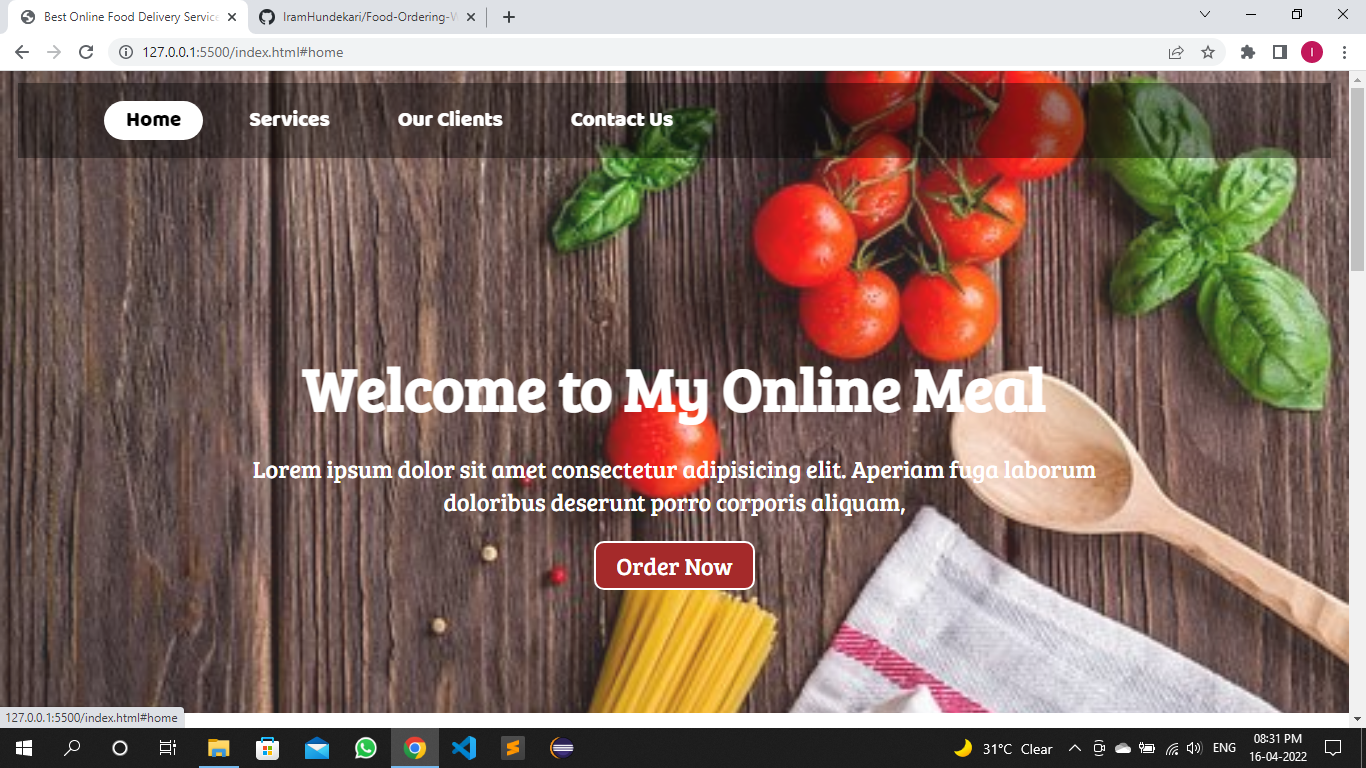 Best Online Food Delivery Service
IramHundekari/Food-Ordering-W
127.0.0.1:5500/index.html#home
I
Home
Services
Our Clients
Contact Us
Welcome to My Online Meal
Lorem ipsum dolor sit amet consectetur adipisicing elit. Aperiam fuga laborum
doloribus deserunt porro corporis aliquam,
Order Now
127.0.0.1:5500/index.html#home
31°C Clear
ENG
08:31 PM
16-04-2022